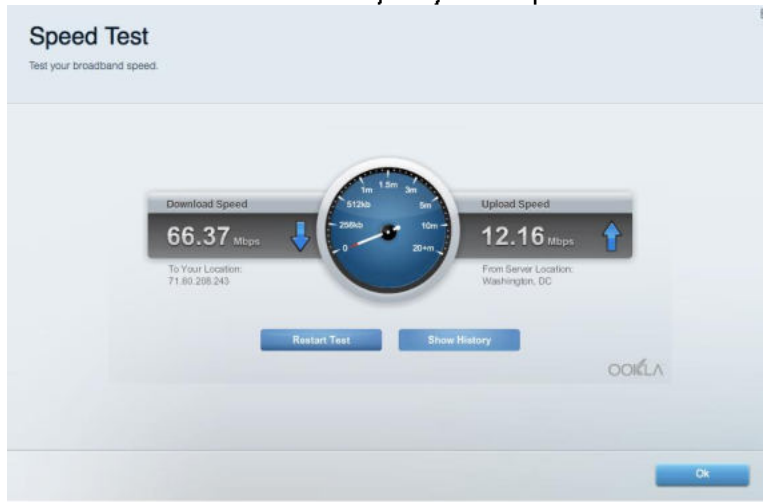 Speed Test
Test your broadband speed.
Download Speed
66.37 Mbps
To Your Location:
71.80.208.243
0
256kb
512kb
1m
1.5m
3m
5m
10m
20+m
Upload Speed
12.16 Mbps
From Server Location:
Washington, DC
Restart Test
Show History
OOKLA
Ok